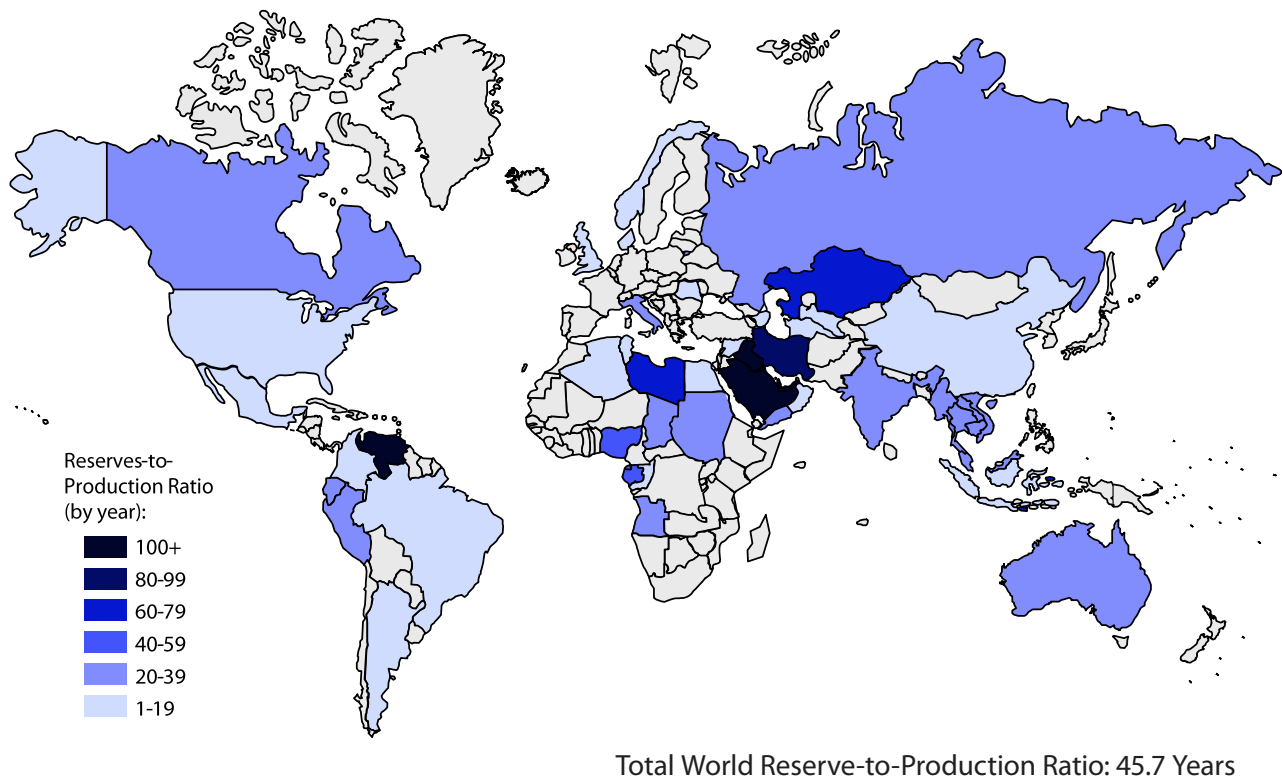 Reserves-to-
Production Ratio
(by year):
100+
80-99
60-79
40-59
20-39
1-19
Total World Reserve-to-Production Ratio: 45.7 Years